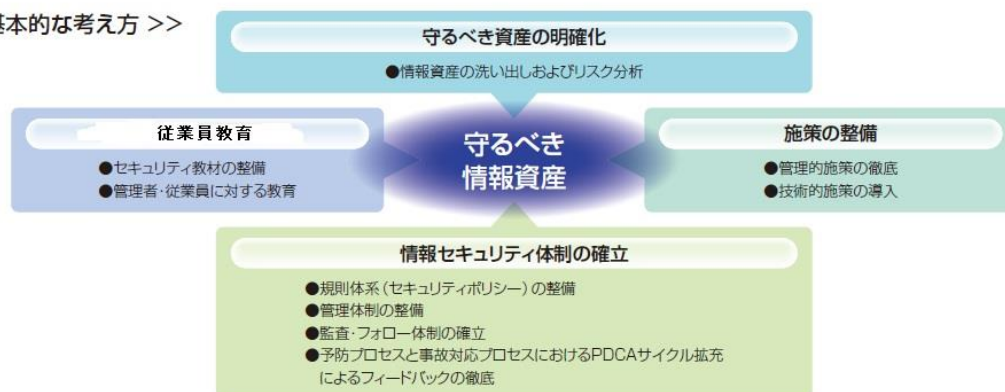 基本的な考え方 >>
守るべき資産の明確化
●情報資産の洗い出しおよびリスク分析
従業員教育
●セキュリティ教材の整備
●管理者・従業員に対する教育
守るべき
情報資産
施策の整備
●管理的施策の徹底
●技術的施策の導入
情報セキュリティ体制の確立
●規則体系(セキュリティポリシー)の整備
●管理体制の整備
●監査・フォロー体制の確立
●予防プロセスと事故対応プロセスにおけるPDCAサイクル拡充
によるフィードバックの徹底